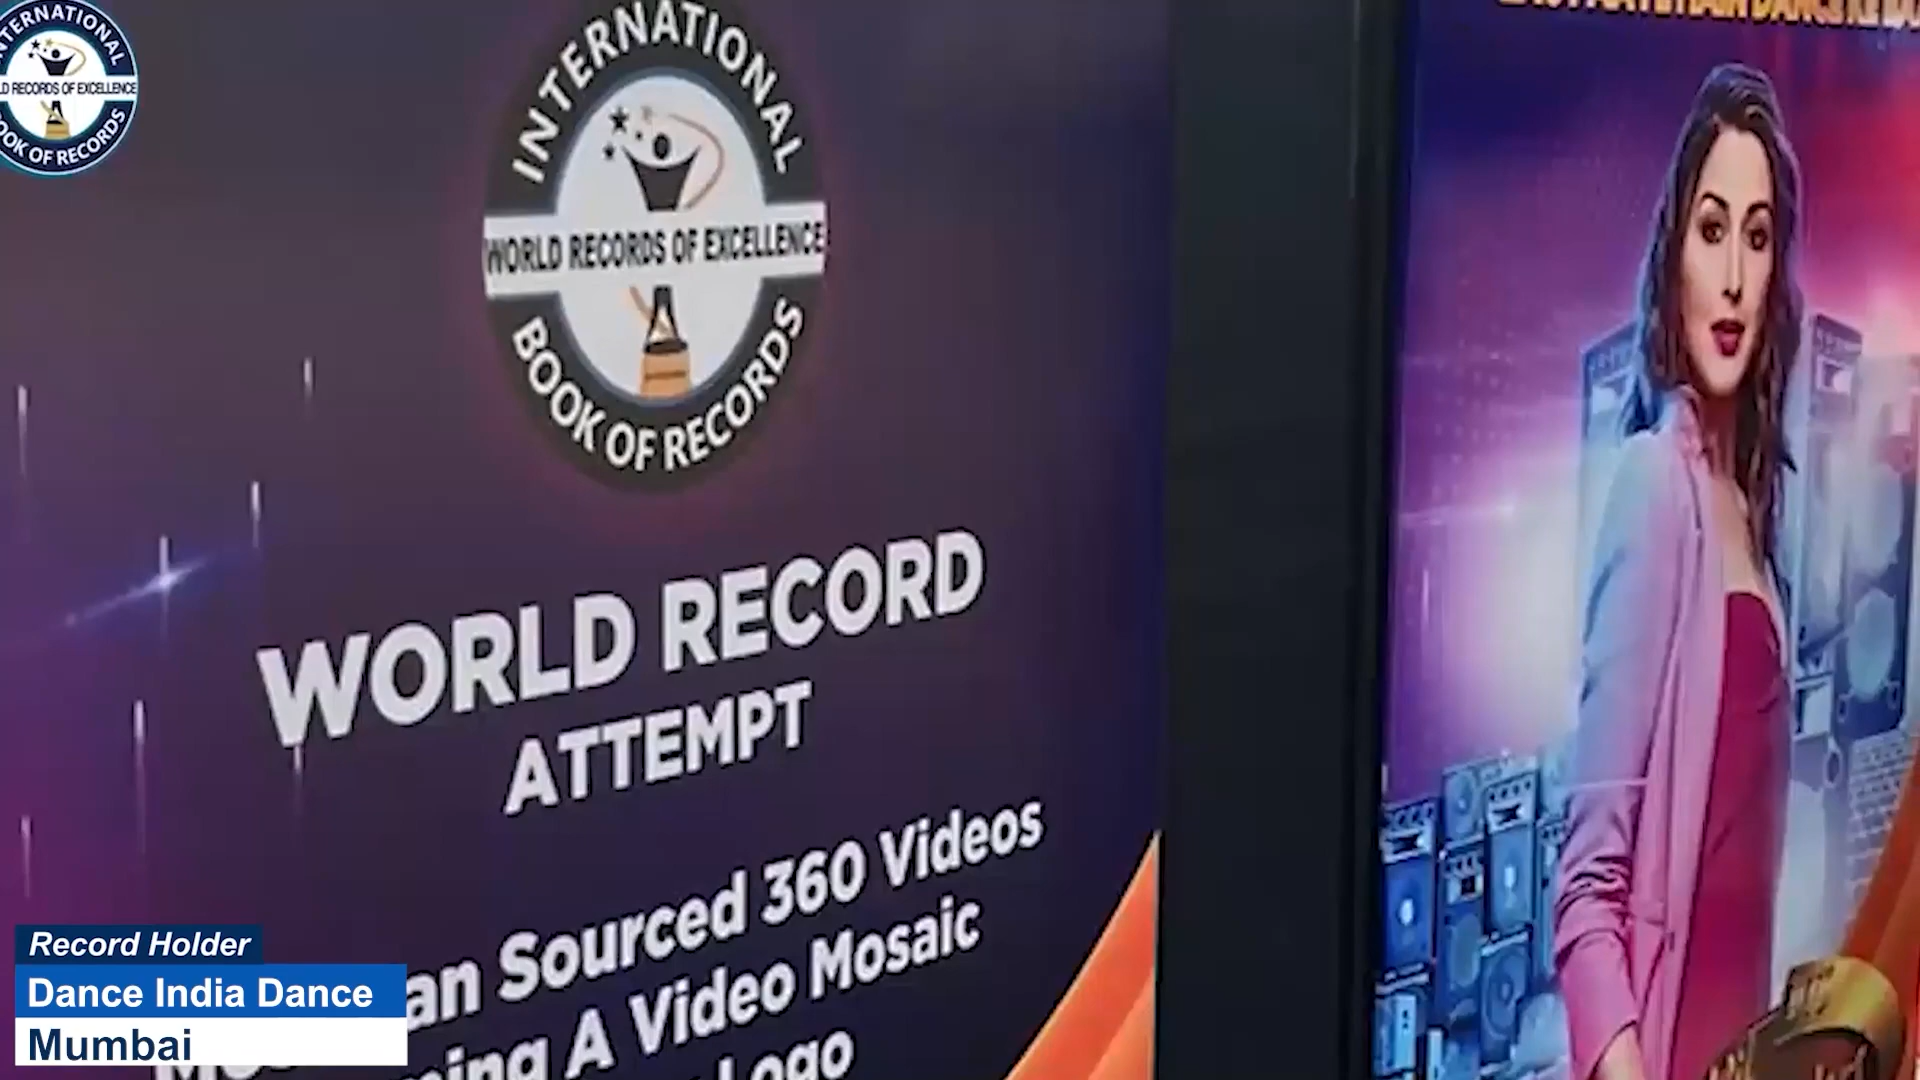 INTERNATIONAL
WORLD RECORDS OF EXCELLENCE
BOOK OF RECORDS
INTERNATIONAL
WORLD RECORDS OF EXCELLENCE
BOOK OF RECORDS
WORLD RECORD
ATTEMPT
Sourced 360 Videos
A Video Mosaic
Logo
Record Holder
Dance India Dance
Mumbai